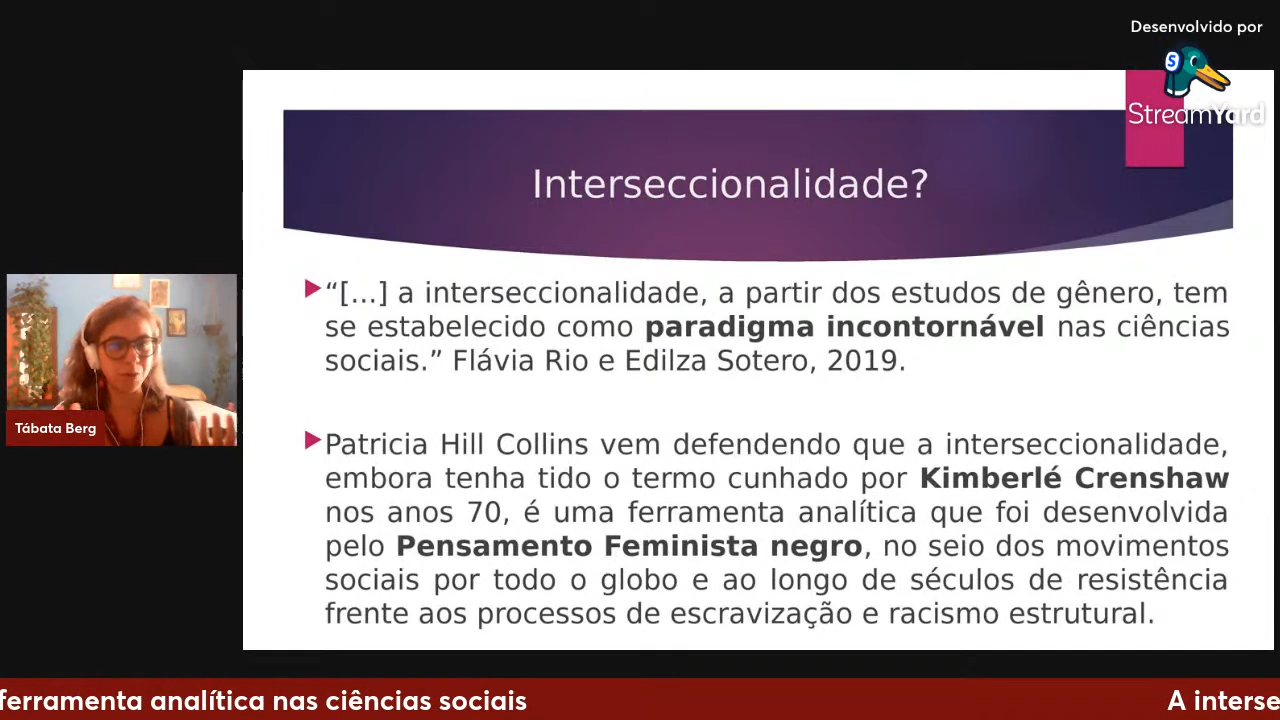 Desenvolvido por
StreamYard
Interseccionalidade?
“[...] a interseccionalidade, a partir dos estudos de gênero, tem
se estabelecido como paradigma incontornável nas ciências
sociais.” Flávia Rio e Edilza Sotero, 2019.
Patricia Hill Collins vem defendendo que a interseccionalidade,
embora tenha tido o termo cunhado por Kimberlé Crenshaw
nos anos 70, é uma ferramenta analítica que foi desenvolvida
pelo Pensamento Feminista negro, no seio dos movimentos
sociais por todo o globo e ao longo de séculos de resistência
frente aos processos de escravização e racismo estrutural.
Tábata Berg
ferramenta analítica nas ciências sociais
A interse